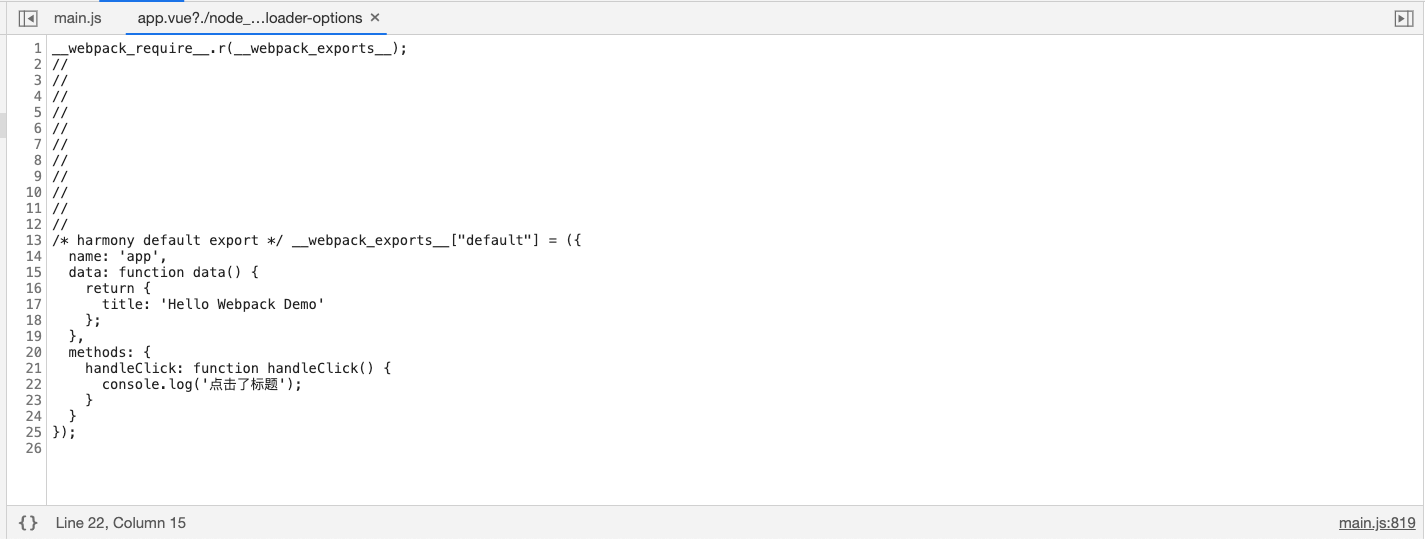 main.js app.vue?./node_…loader-options ×
1 __webpack_require__.r(__webpack_exports__);
2 //
3 //
4 //
5 //
6 //
7 //
8 //
9 //
10 //
11 //
12 //
13 /* harmony default export */ __webpack_exports__["default"] = ({
14   name: 'app',
15   data: function data() {
16     return {
17       title: 'Hello Webpack Demo'
18     };
19   },
20   methods: {
21     handleClick: function handleClick() {
22       console.log('点击了标题');
23     }
24   }
25 });
26
{} Line 22, Column 15 main.js:819